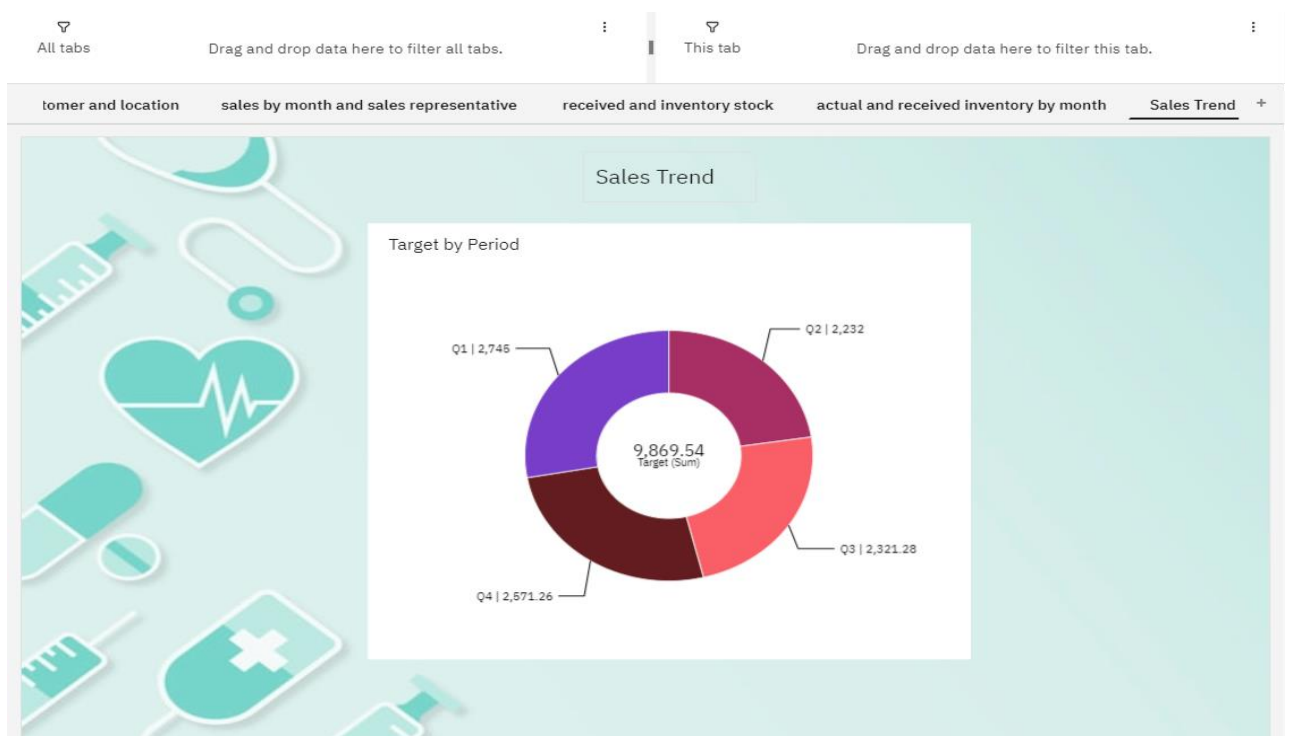 All tabs
Drag and drop data here to filter all tabs.
This tab
Drag and drop data here to filter this tab.
tomer and location sales by month and sales representative received and inventory stock actual and received inventory by month Sales Trend +
Sales Trend
Target by Period
Q2 | 2,232
Q1 | 2,745
9,869.54
Target (Sum)
Q3 | 2,321.28
Q4 | 2,571.26